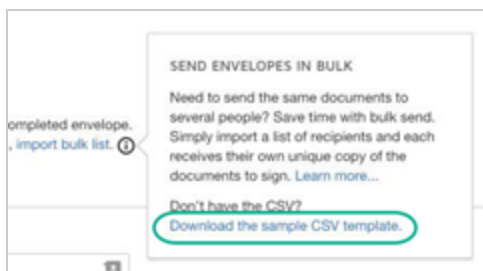 SEND ENVELOPES IN BULK
Need to send the same documents to
several people? Save time with bulk send.
Simply import a list of recipients and each
receives their own unique copy of the
documents to sign. Learn more...
Don't have the CSV?
Download the sample CSV template.
ompleted envelope.
, import bulk list.